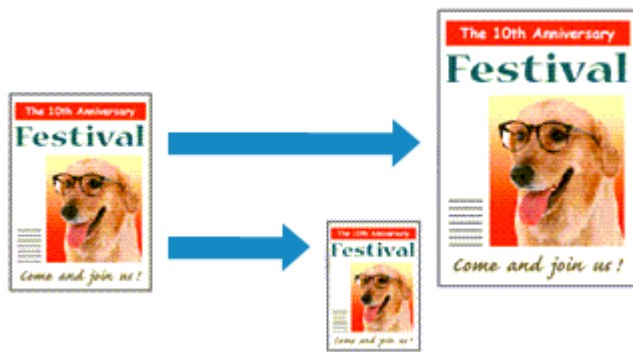 The 10th Anniversary
Festival
Come and join us!
The 10th Anniversary
Festival
Come and join us!
The 10th Anniversary
Festival
Come and join us!